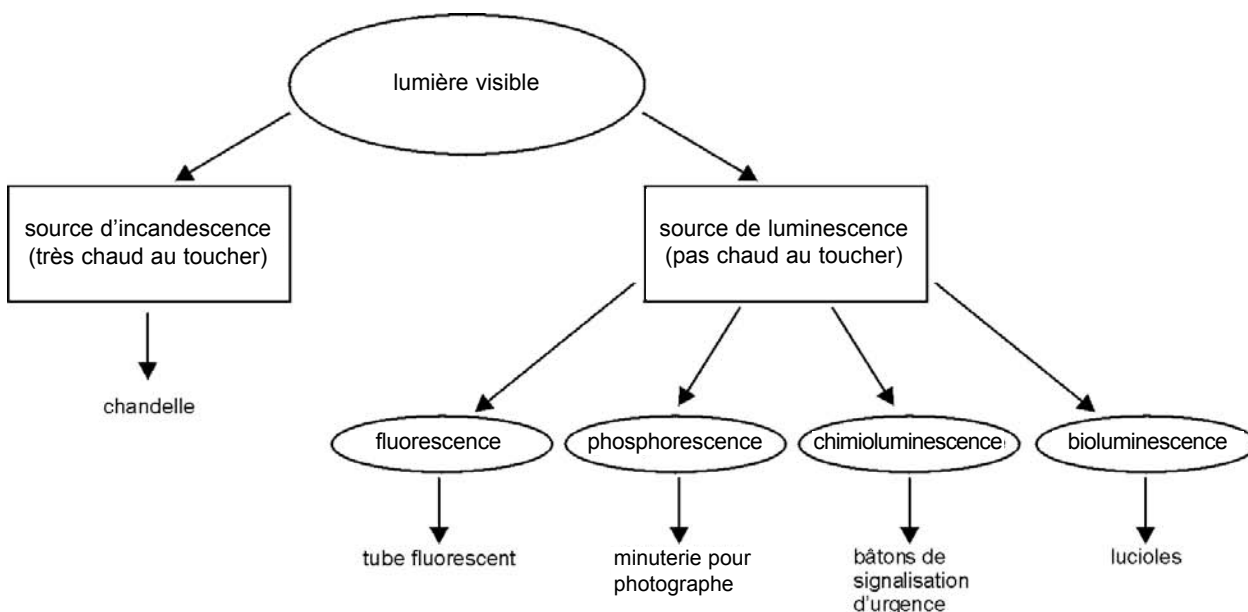 lumière visible
source d'incandescence
(très chaud au toucher)
source de luminescence
(pas chaud au toucher)
chandelle
fluorescence
phosphorescence
chimioluminescence
bioluminescence
tube fluorescent
minuterie pour
photographe
bâtons de
signalisation
d'urgence
lucioles